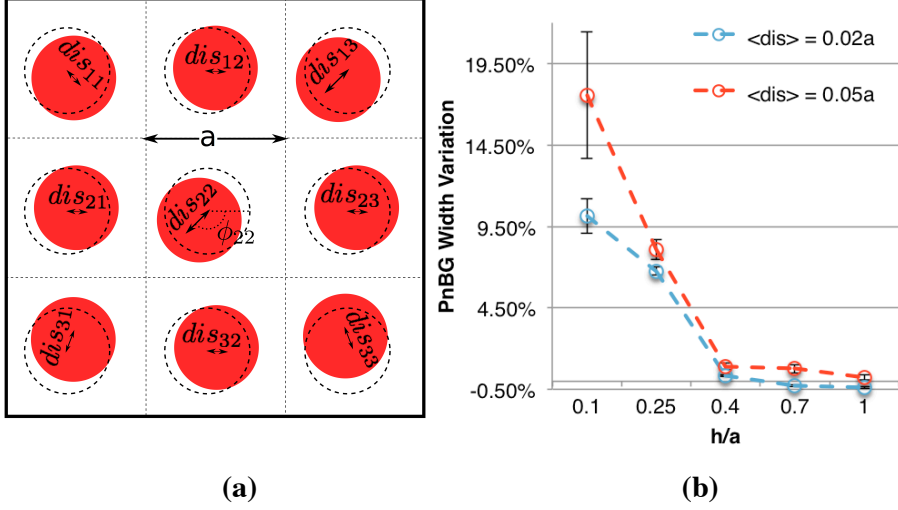 dis11 dis12 dis13
a
dis21 dis22 dis23
ϕ22
dis31 dis32 dis33
(a)
PnBG Width Variation
<dis> = 0.02a
<dis> = 0.05a
19.50%
14.50%
9.50%
4.50%
-0.50%
0.1 0.25 0.4 0.7 1
h/a
(b)